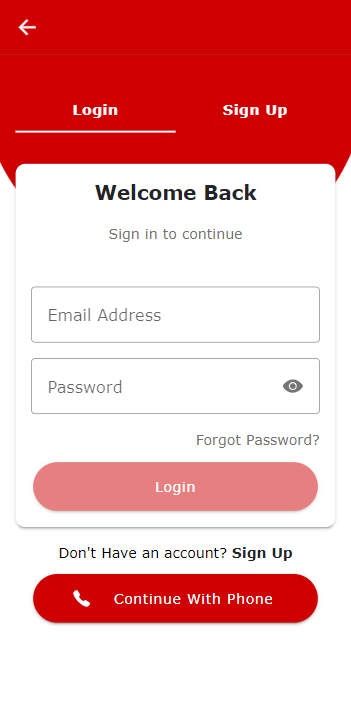 Login
Sign Up
Welcome Back
Sign in to continue
Email Address
Password
Forgot Password?
Login
Don't Have an account? Sign Up
Continue With Phone